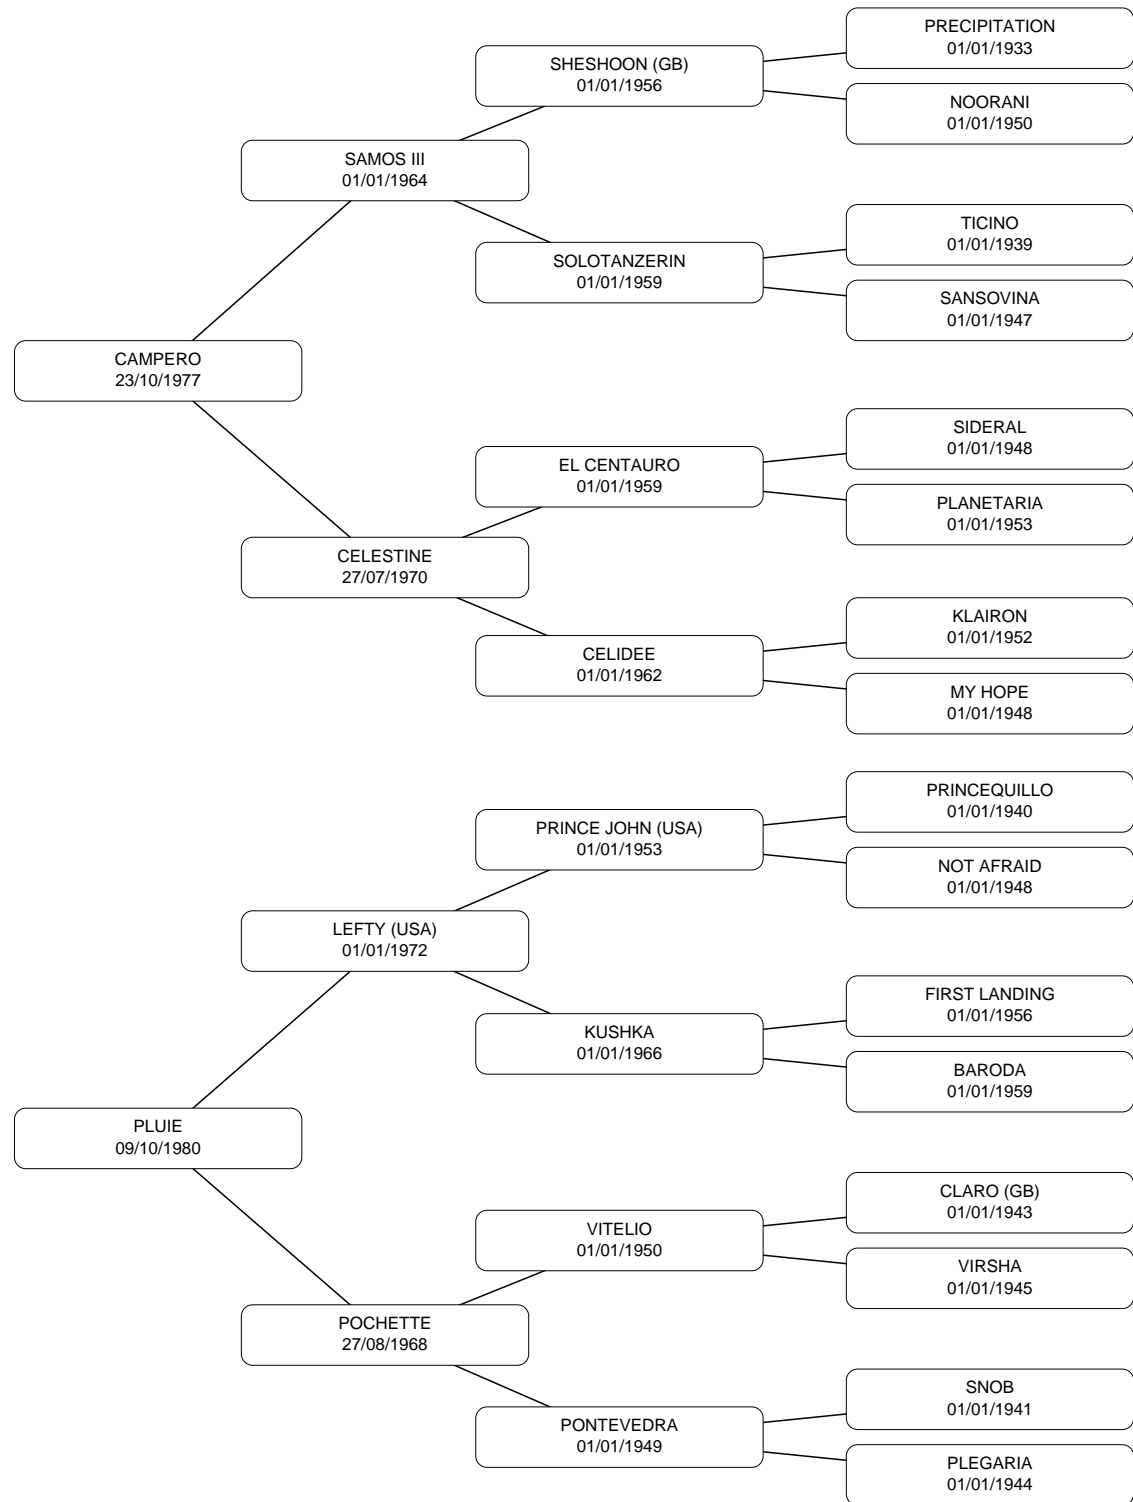 PRECIPITATION
01/01/1933
SHESHOON (GB)
01/01/1956
NOORANI
01/01/1950
SAMOS III
01/01/1964
TICINO
01/01/1939
SOLOTANZERIN
01/01/1959
SANSOVINA
01/01/1947
CAMPERO
23/10/1977
SIDERAL
01/01/1948
EL CENTAURO
01/01/1959
PLANETARIA
01/01/1953
CELESTINE
27/07/1970
KLAIRON
01/01/1952
CELIDEE
01/01/1962
MY HOPE
01/01/1948
PRINCEQUILLO
01/01/1940
PRINCE JOHN (USA)
01/01/1953
NOT AFRAID
01/01/1948
LEFTY (USA)
01/01/1972
FIRST LANDING
01/01/1956
KUSHKA
01/01/1966
BARODA
01/01/1959
PLUIE
09/10/1980
CLARO (GB)
01/01/1943
VITELIO
01/01/1950
VIRSHA
01/01/1945
POCHETTE
27/08/1968
SNOB
01/01/1941
PONTEVEDRA
01/01/1949
PLEGARIA
01/01/1944